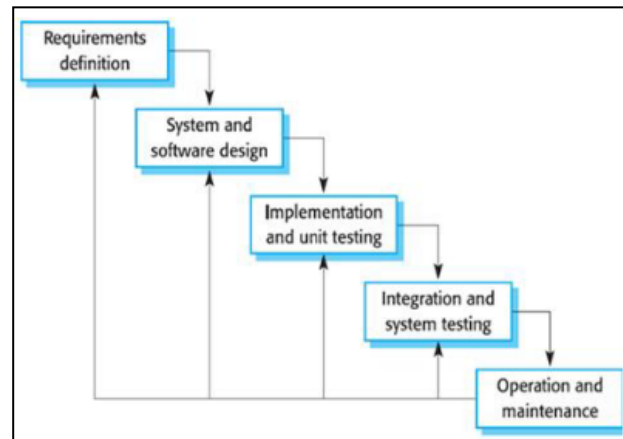 Requirements
definition
System and
software design
Implementation
and unit testing
Integration and
system testing
Operation and
maintenance